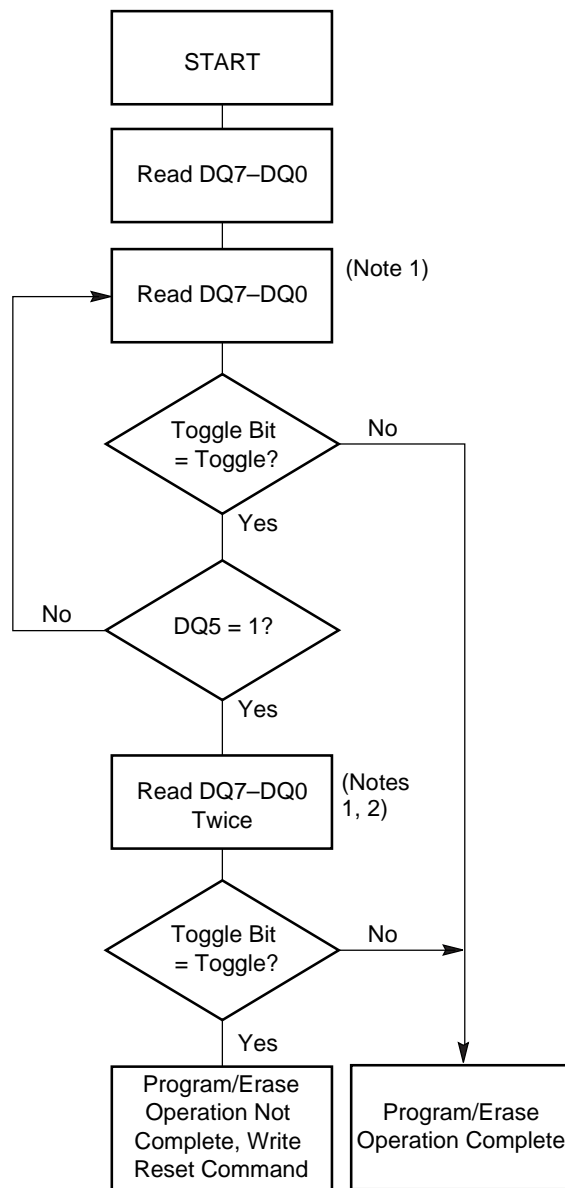 START
Read DQ7–DQ0
Read DQ7–DQ0
(Note 1)
Toggle Bit
= Toggle?
No
Yes
No
DQ5 = 1?
Yes
Read DQ7–DQ0
Twice
(Notes
1, 2)
Toggle Bit
= Toggle?
No
Yes
Program/Erase
Operation Not
Complete, Write
Reset Command
Program/Erase
Operation Complete